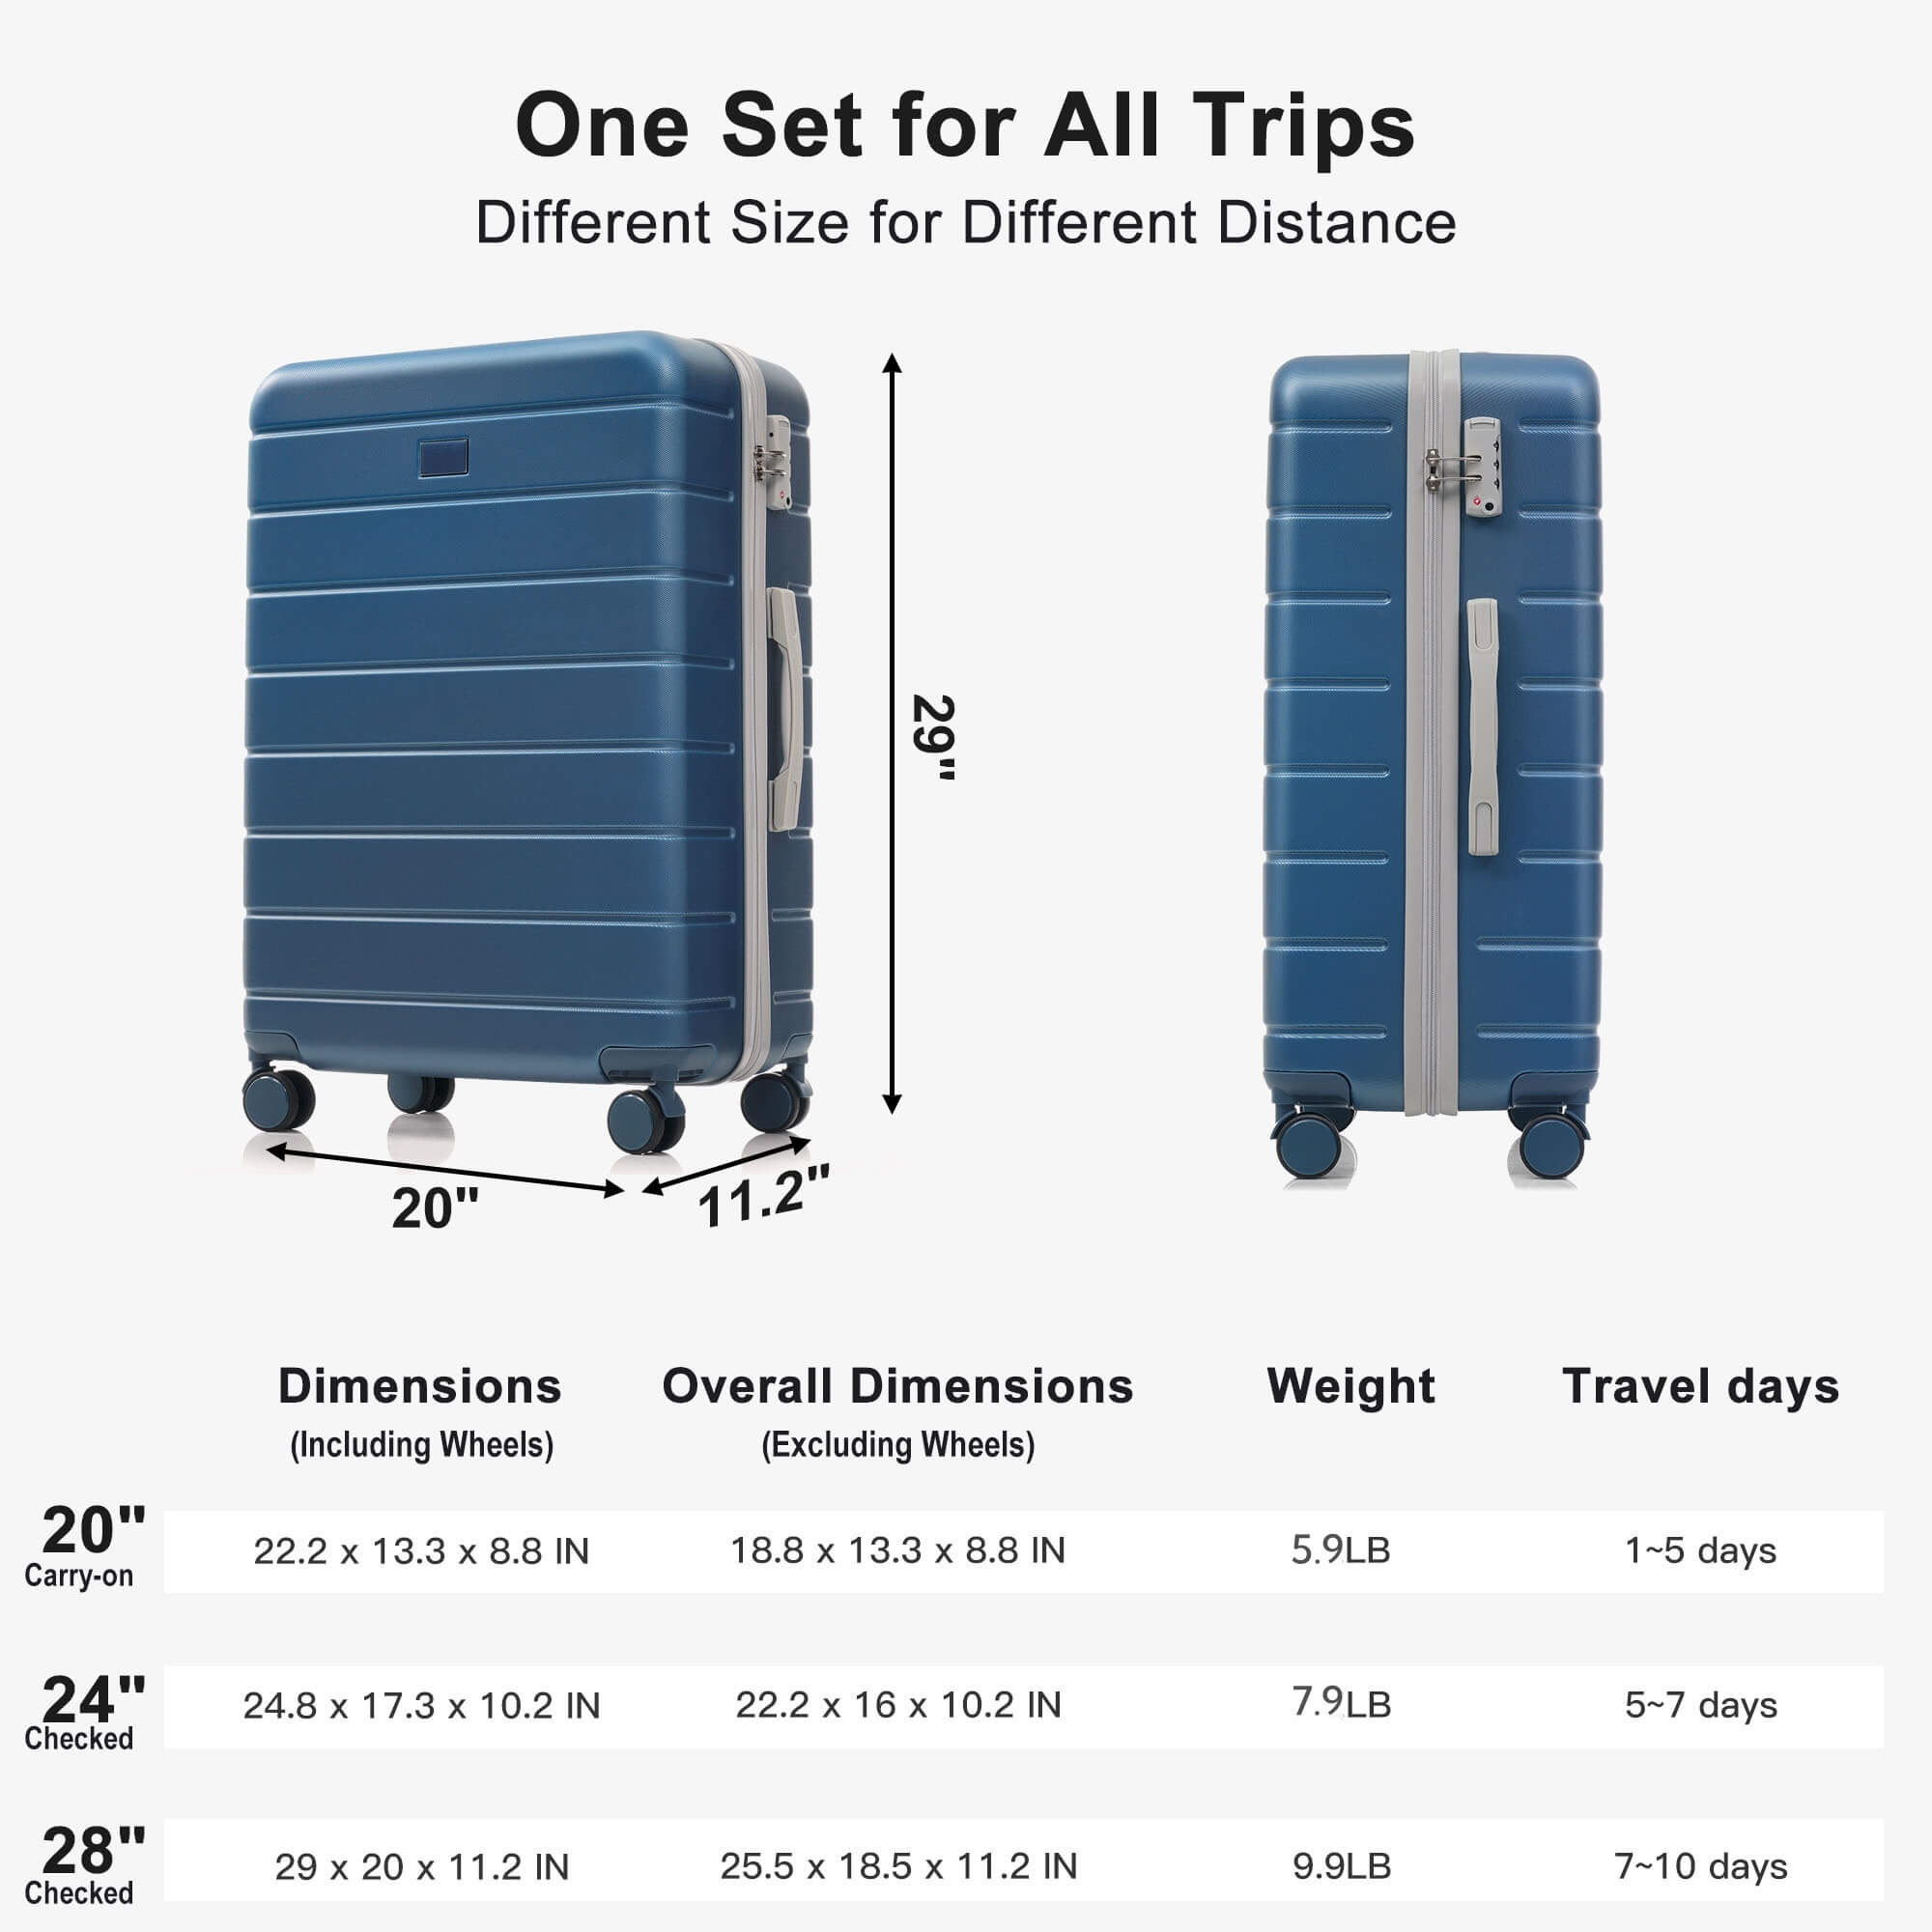 One Set for All Trips
Different Size for Different Distance
29"
20"
11.2"
Dimensions Overall Dimensions Weight Travel days
(Including Wheels) (Excluding Wheels)
20" 22.2 x 13.3 x 8.8 IN 18.8 x 13.3 x 8.8 IN 5.9LB 1~5 days
Carry-on
24" 24.8 x 17.3 x 10.2 IN 22.2 x 16 x 10.2 IN 7.9LB 5~7 days
Checked
28" 29 x 20 x 11.2 IN 25.5 x 18.5 x 11.2 IN 9.9LB 7~10 days
Checked